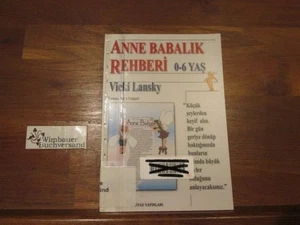 ANNE BABALIK
REHBERİ 0-6 YAŞ
Vicki Lansky
"Küçük
şeylerden
keyif alın.
Bir gün
geriye dönüp
baktığınızda
bunların
büyük
olduğunu
anlayacaksınız."
Wimbauer
Buchversand